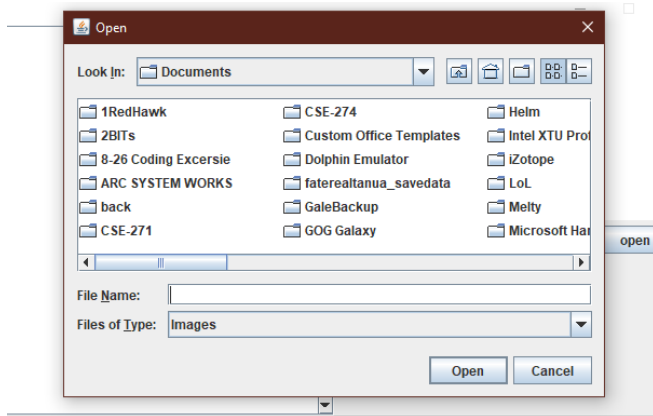 Open
Look In: Documents
1RedHawk CSE-274 Helm
2BITs Custom Office Templates Intel XTU Prof
8-26 Coding Excersie Dolphin Emulator iZotope
ARC SYSTEM WORKS faterealtanua_savedata LoL
back GaleBackup Melty
CSE-271 GOG Galaxy Microsoft Har
open
File Name:
Files of Type: Images
Open Cancel